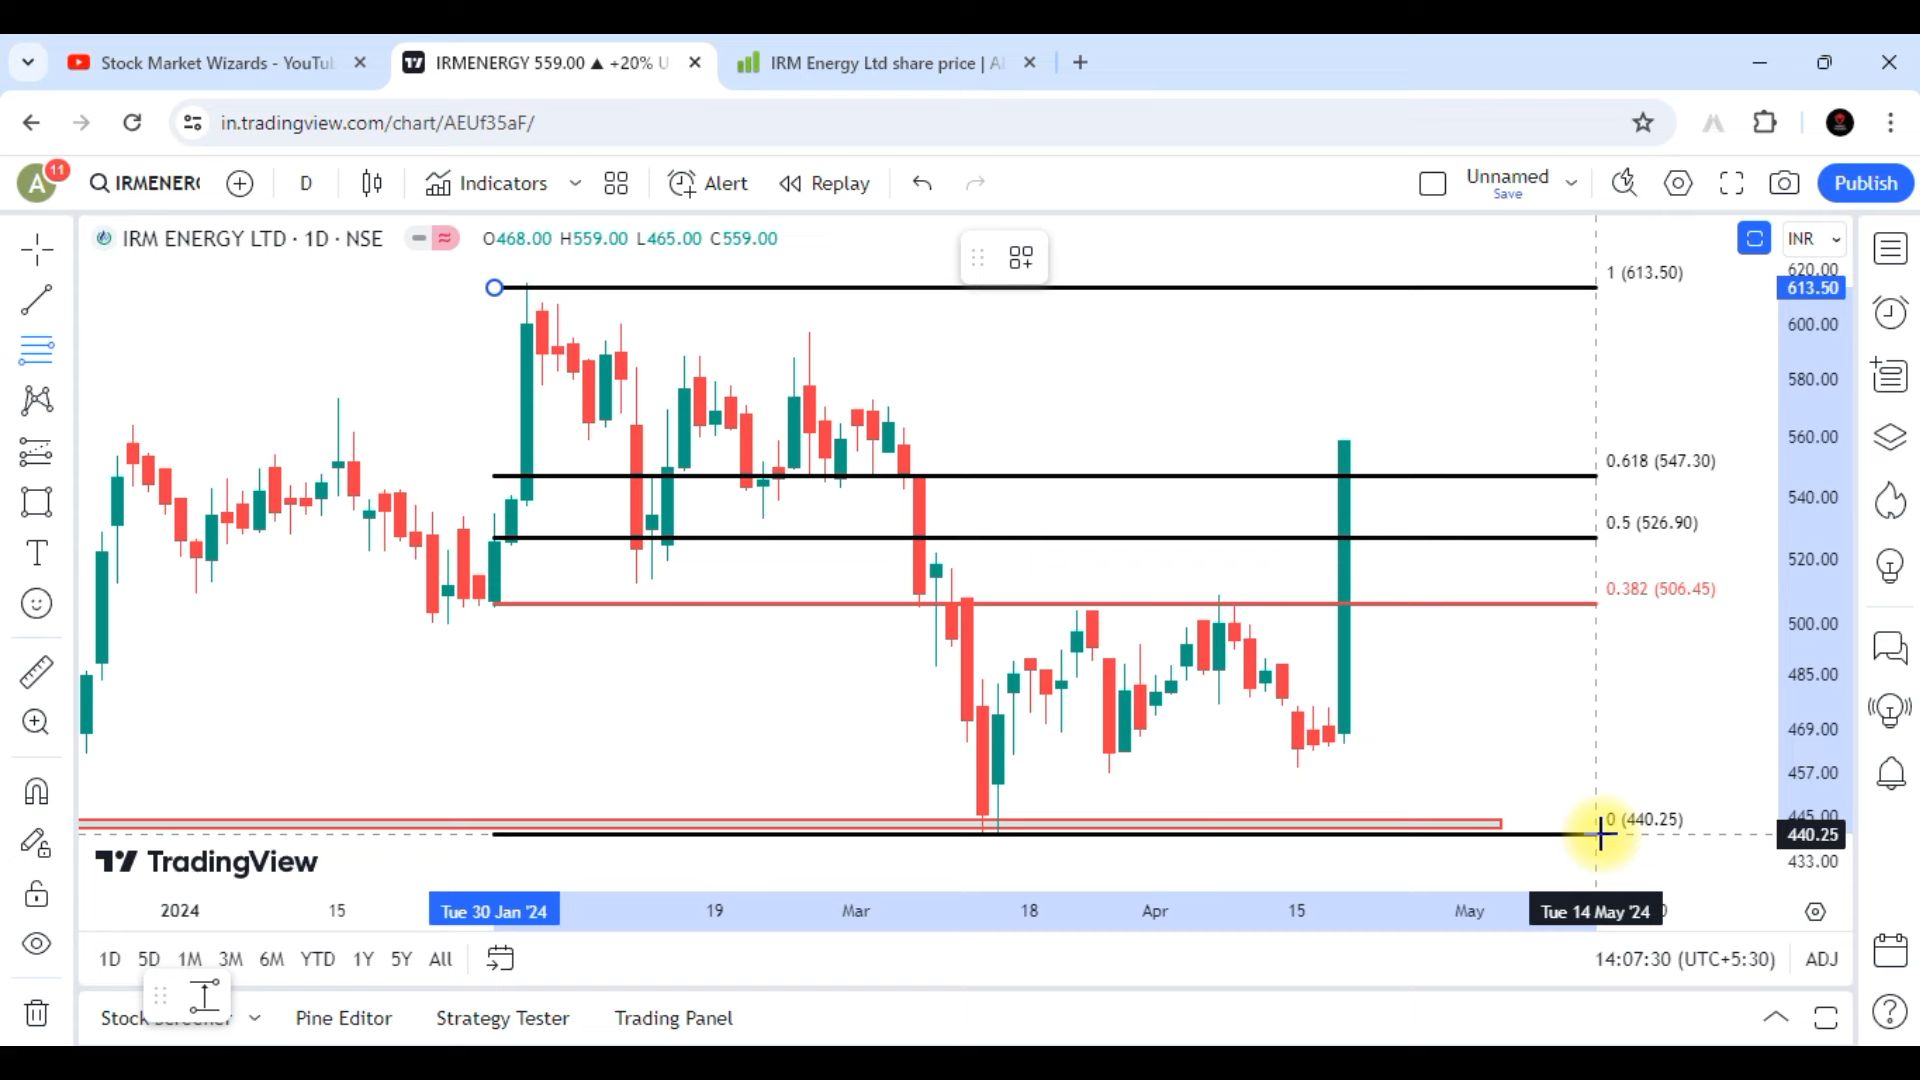 Stock Market Wizards - YouTu
IRMENERGY 559.00 ▲ +20% U
IRM Energy Ltd share price | A
in.tradingview.com/chart/AEUf35aF/
A
11
IRMENERG
D
Indicators
Alert
Replay
Unnamed
Save
Publish
IRM ENERGY LTD · 1D · NSE
O468.00 H559.00 L465.00 C559.00
INR
1 (613.50)
0.618 (547.30)
0.5 (526.90)
0.382 (506.45)
0 (440.25)
620.00
613.50
600.00
580.00
560.00
540.00
520.00
500.00
485.00
469.00
457.00
445.00
440.25
433.00
TradingView
2024
15
Tue 30 Jan '24
19
Mar
18
Apr
15
May
Tue 14 May '24
1D 5D 1M 3M 6M YTD 1Y 5Y All
14:07:30 (UTC+5:30)
ADJ
Stock Screener
Pine Editor
Strategy Tester
Trading Panel